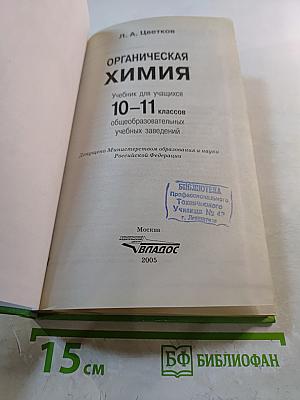 Л. А. Цветков
ОРГАНИЧЕСКАЯ
ХИМИЯ
Учебник для учащихся
10–11 классов
общеобразовательных
учебных заведений
Допущено Министерством образования и науки
Российской Федерации
БИБЛИОТЕКА
Профессионального
Технического
Училища №
г.
Москва
ВЛАДОС
2005
15 см
БФ БИБЛИОФАН